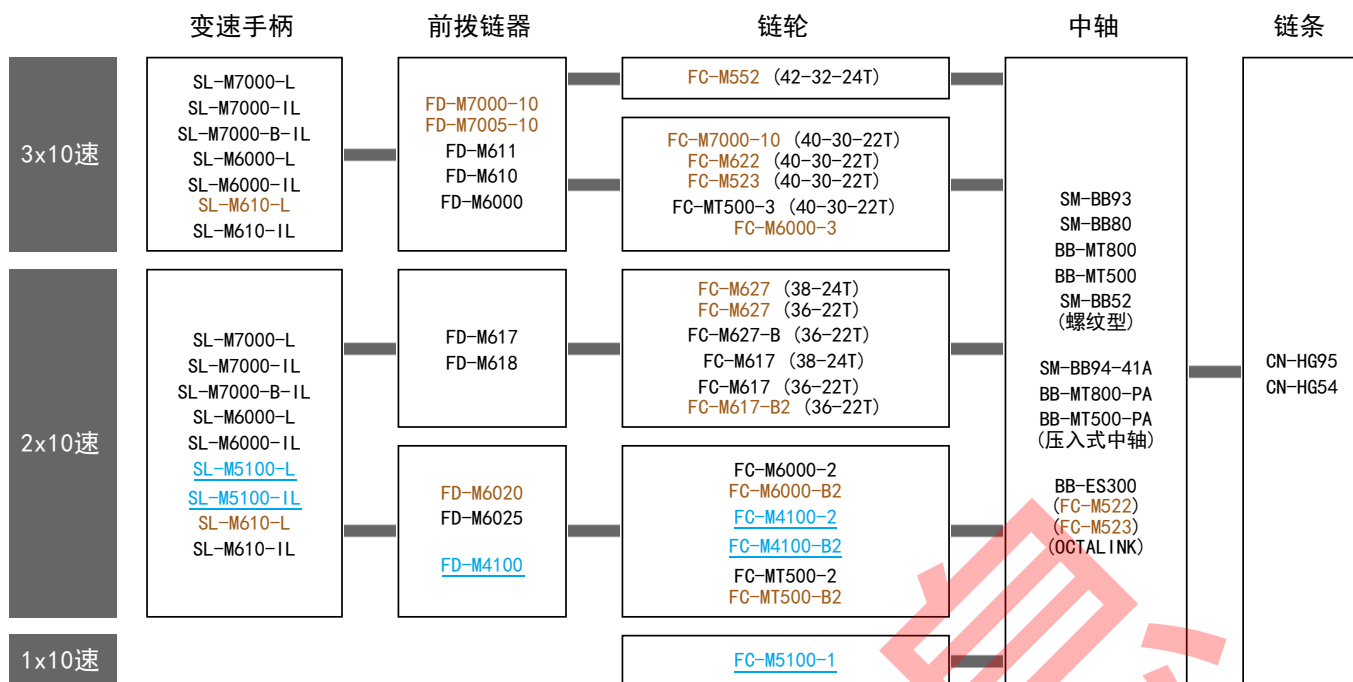 变速手柄
前拨链器
链轮
中轴
链条
3x10速
SL-M7000-L
SL-M7000-IL
SL-M7000-B-IL
SL-M6000-L
SL-M6000-IL
SL-M610-L
SL-M610-IL
FD-M7000-10
FD-M7005-10
FD-M611
FD-M610
FD-M6000
FC-M552 (42-32-24T)
FC-M7000-10 (40-30-22T)
FC-M622 (40-30-22T)
FC-M523 (40-30-22T)
FC-MT500-3 (40-30-22T)
FC-M6000-3
2x10速
SL-M7000-L
SL-M7000-IL
SL-M7000-B-IL
SL-M6000-L
SL-M6000-IL
SL-M5100-L
SL-M5100-IL
SL-M610-L
SL-M610-IL
FD-M617
FD-M618
FC-M627 (38-24T)
FC-M627 (36-22T)
FC-M627-B (36-22T)
FC-M617 (38-24T)
FC-M617 (36-22T)
FC-M617-B2 (36-22T)
FD-M6020
FD-M6025
FD-M4100
FC-M6000-2
FC-M6000-B2
FC-M4100-2
FC-M4100-B2
FC-MT500-2
FC-MT500-B2
1x10速
FC-M5100-1
SM-BB93
SM-BB80
BB-MT800
BB-MT500
SM-BB52
(螺纹型)
SM-BB94-41A
BB-MT800-PA
BB-MT500-PA
(压入式中轴)
BB-ES300
(FC-M522)
(FC-M523)
(OCTALINK)
CN-HG95
CN-HG54